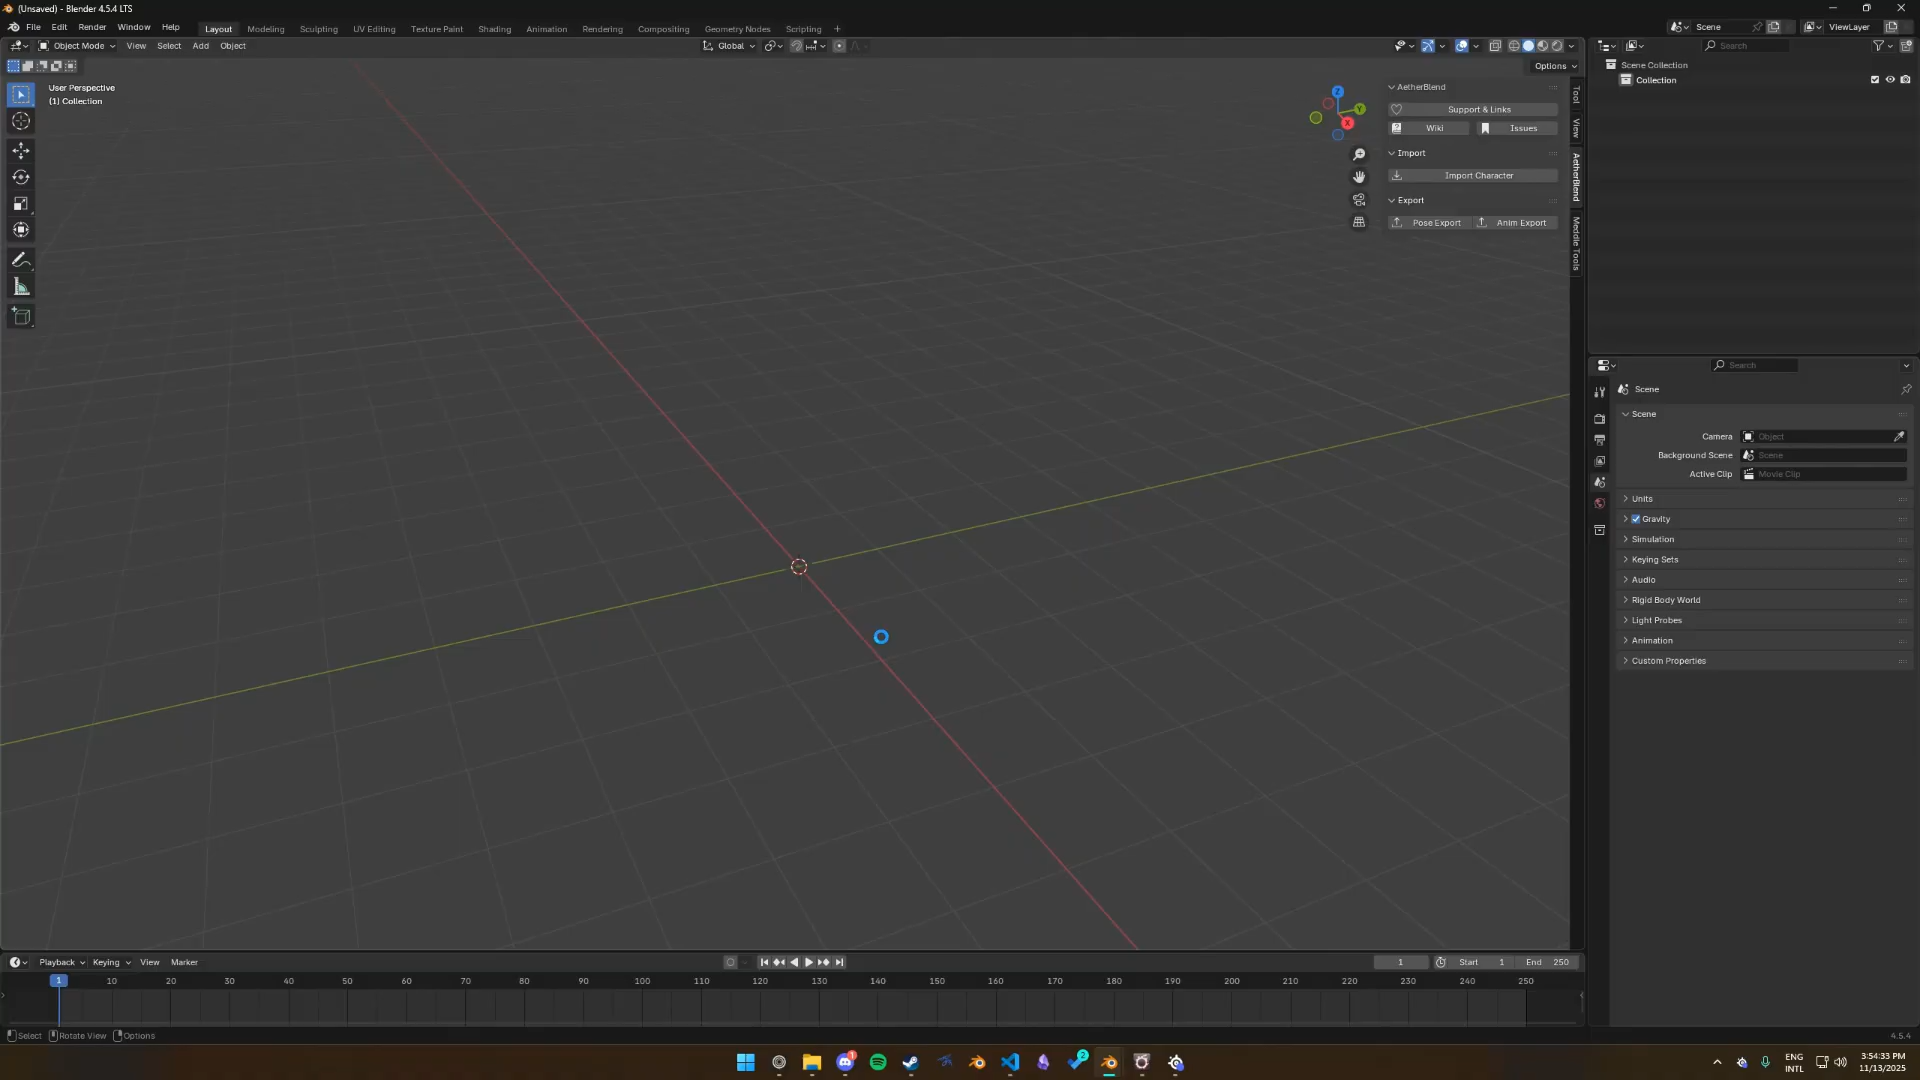 (Unsaved) - Blender 4.5.4 LTS
File Edit Render Window Help
Layout Modeling Sculpting UV Editing Texture Paint Shading Animation Rendering Compositing Geometry Nodes Scripting +
Scene
ViewLayer
Object Mode View Select Add Object
Global
Search
Options
User Perspective
(1) Collection
Z
Y
X
AetherBlend
Support & Links
Wiki Issues
Import
Import Character
Export
Pose Export Anim Export
Tool
View
AetherBlend
Meddle Tools
Scene Collection
Collection
Search
Scene
Scene
Camera Object
Background Scene Scene
Active Clip Movie Clip
Units
Gravity
Simulation
Keying Sets
Audio
Rigid Body World
Light Probes
Animation
Custom Properties
Playback Keying View Marker
1 Start 1 End 250
1 10 20 30 40 50 60 70 80 90 100 110 120 130 140 150 160 170 180 190 200 210 220 230 240 250
Select Rotate View Options
4.5.4
1
2
ENG
INTL
3:54:33 PM
11/13/2025